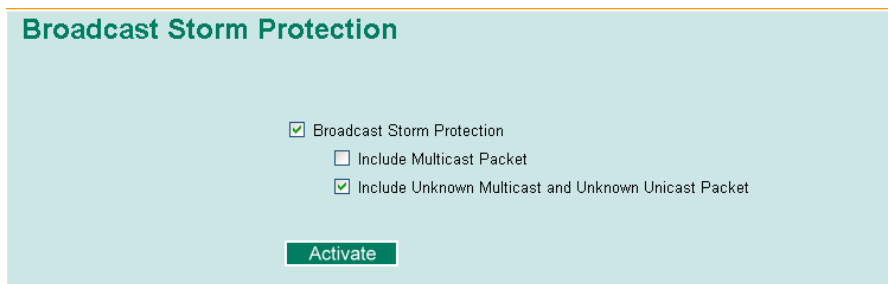 Broadcast Storm Protection
Broadcast Storm Protection
Include Multicast Packet
Include Unknown Multicast and Unknown Unicast Packet
Activate